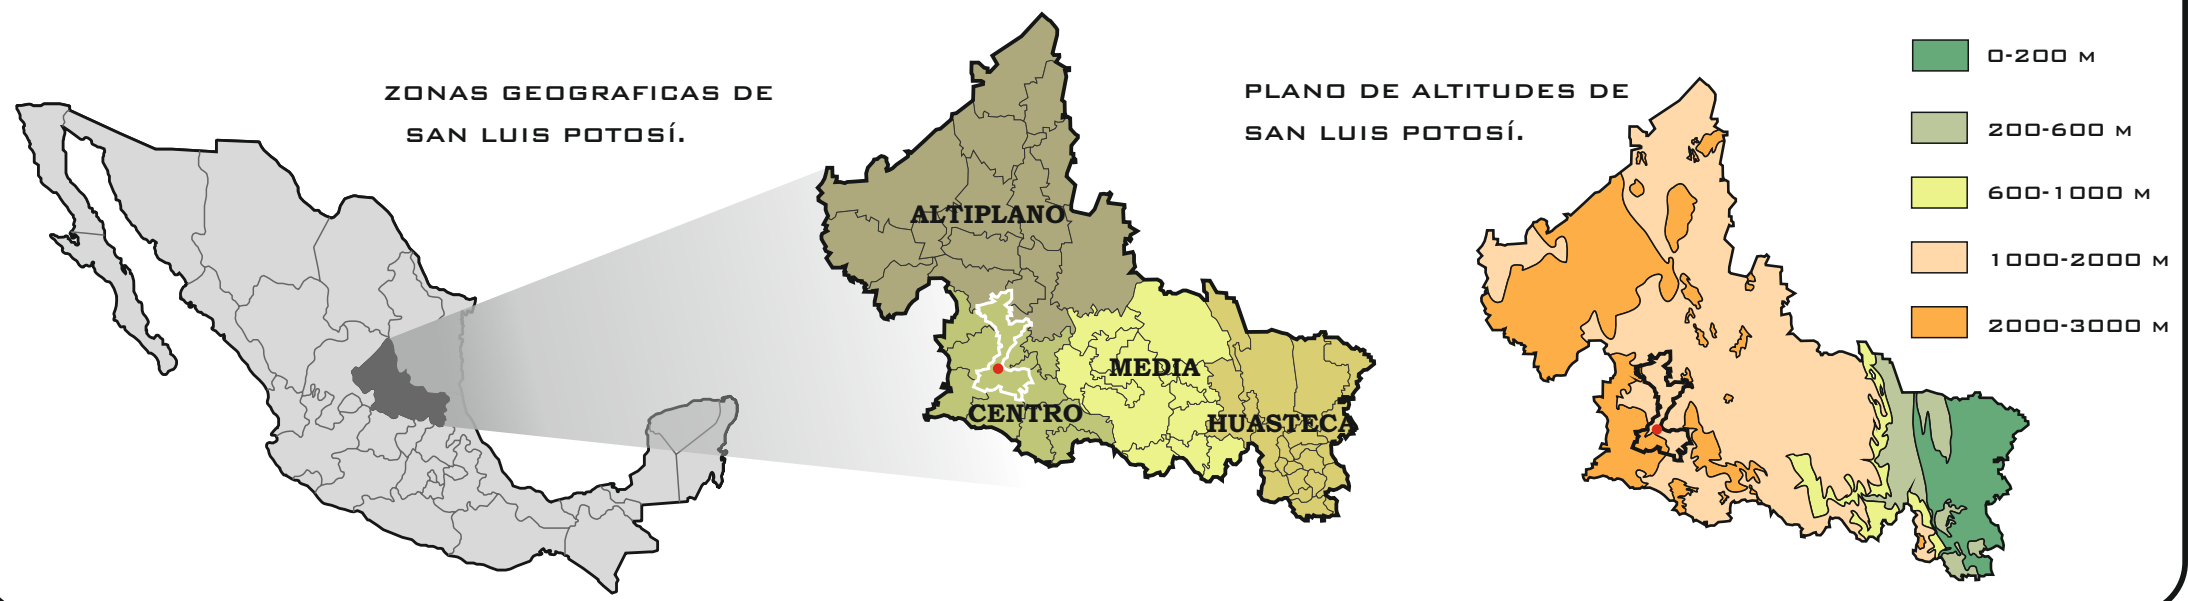 ZONAS GEOGRAFICAS DE
SAN LUIS POTOSÍ.
ALTIPLANO
MEDIA
CENTRO
HUASTECA
PLANO DE ALTITUDES DE
SAN LUIS POTOSÍ.
0-200 M
200-600 M
600-1000 M
1000-2000 M
2000-3000 M